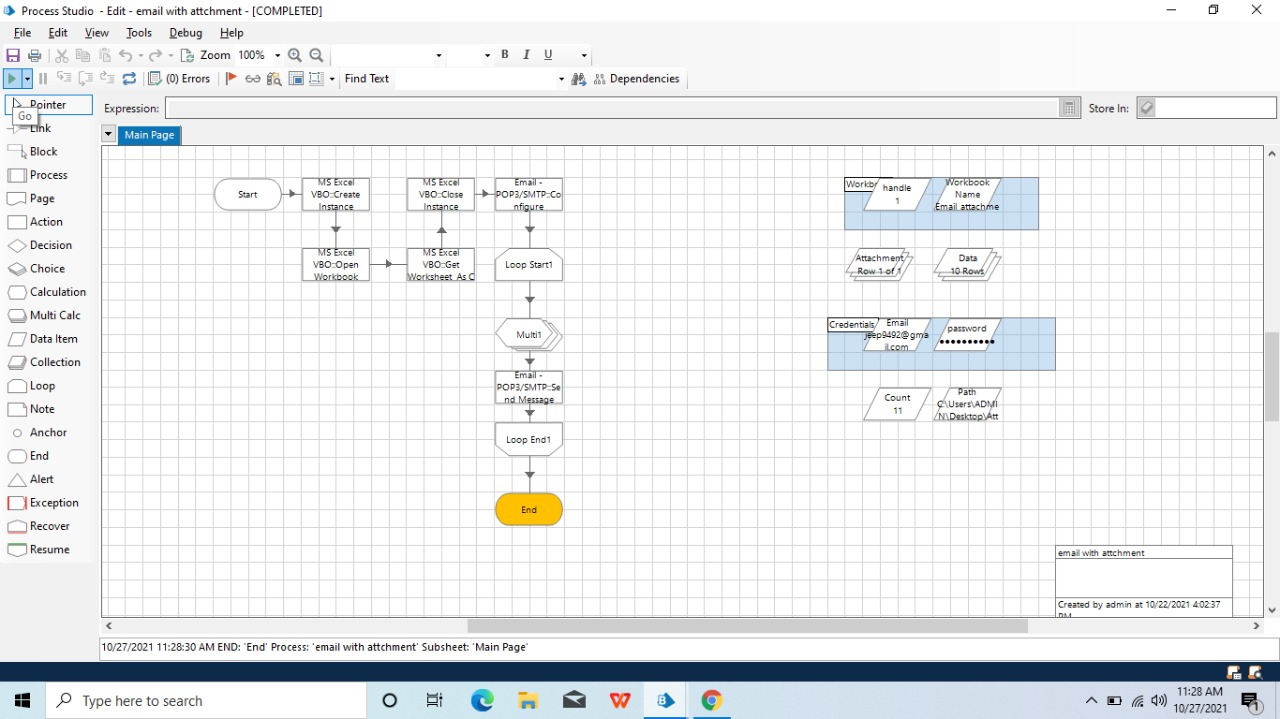 Process Studio - Edit - email with attchment - [COMPLETED]
File Edit View Tools Debug Help
Zoom 100% B I U
(0) Errors Find Text Dependencies
Pointer
Go
Link
Block
Process
Page
Action
Decision
Choice
Calculation
Multi Calc
Data Item
Collection
Loop
Note
Anchor
End
Alert
Exception
Recover
Resume
Expression: Store In:
Main Page
Start
MS Excel
VBO::Create
Instance
MS Excel
VBO::Close
Instance
Email -
POP3/SMTP::Co
nfigure
MS Excel
VBO::Open
Workbook
MS Excel
VBO::Get
Worksheet As C
Loop Start1
Multi1
Email -
POP3/SMTP::Se
nd Message
Loop End1
End
handle
1
Workbook
Name
Email attachme
Attachment
Row 1 of 1
Data
10 Rows
Credentials
Email
jeep9492@gma
il.com
password
••••••••••
Count
11
Path
C:\Users\ADMI
N\Desktop\Att
email with attchment
Created by admin at 10/22/2021 4:02:37
PM
10/27/2021 11:28:30 AM END: 'End' Process: 'email with attchment' Subsheet: 'Main Page'
Type here to search
11:28 AM
10/27/2021
1